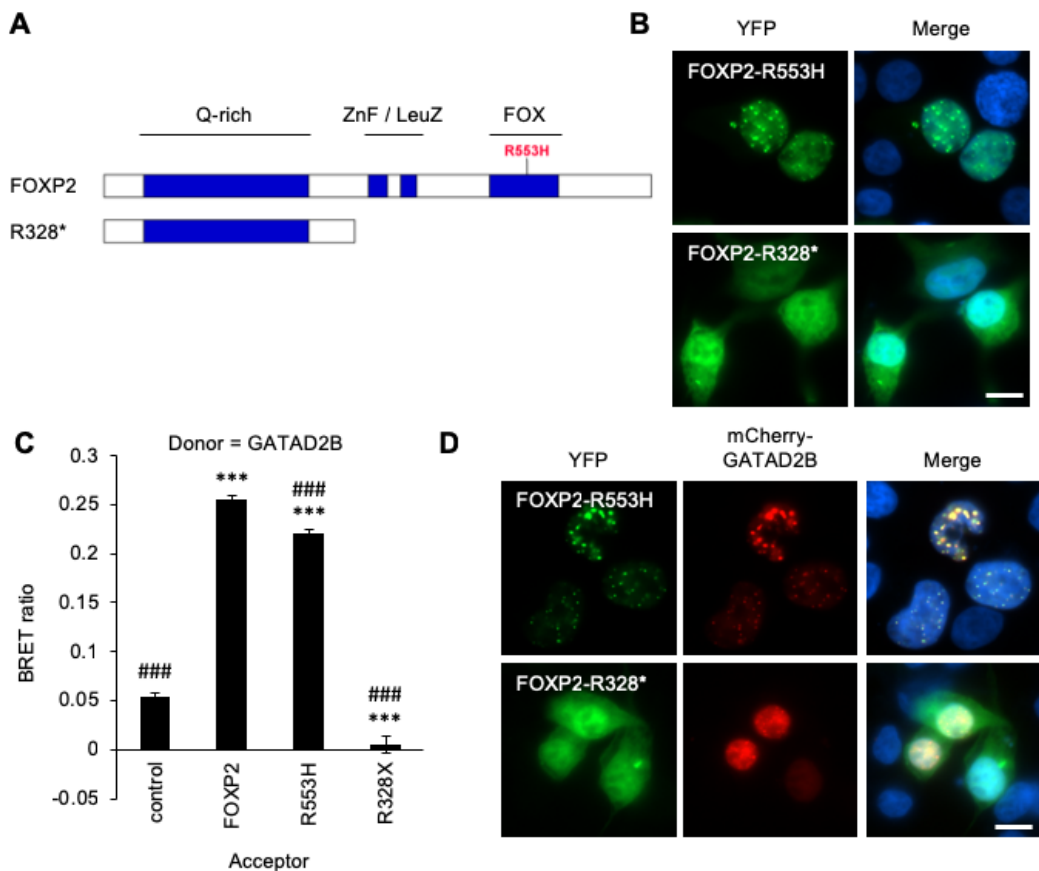 A
Q-rich
ZnF / LeuZ
FOX
R553H
FOXP2
R328*
B
YFP
Merge
FOXP2-R553H
FOXP2-R328*
C
Donor = GATAD2B
BRET ratio
0.3
0.25
0.2
0.15
0.1
0.05
0
-0.05
###
***
###
***
###
***
control
FOXP2
R553H
R328X
Acceptor
D
YFP
mCherry-
GATAD2B
Merge
FOXP2-R553H
FOXP2-R328*